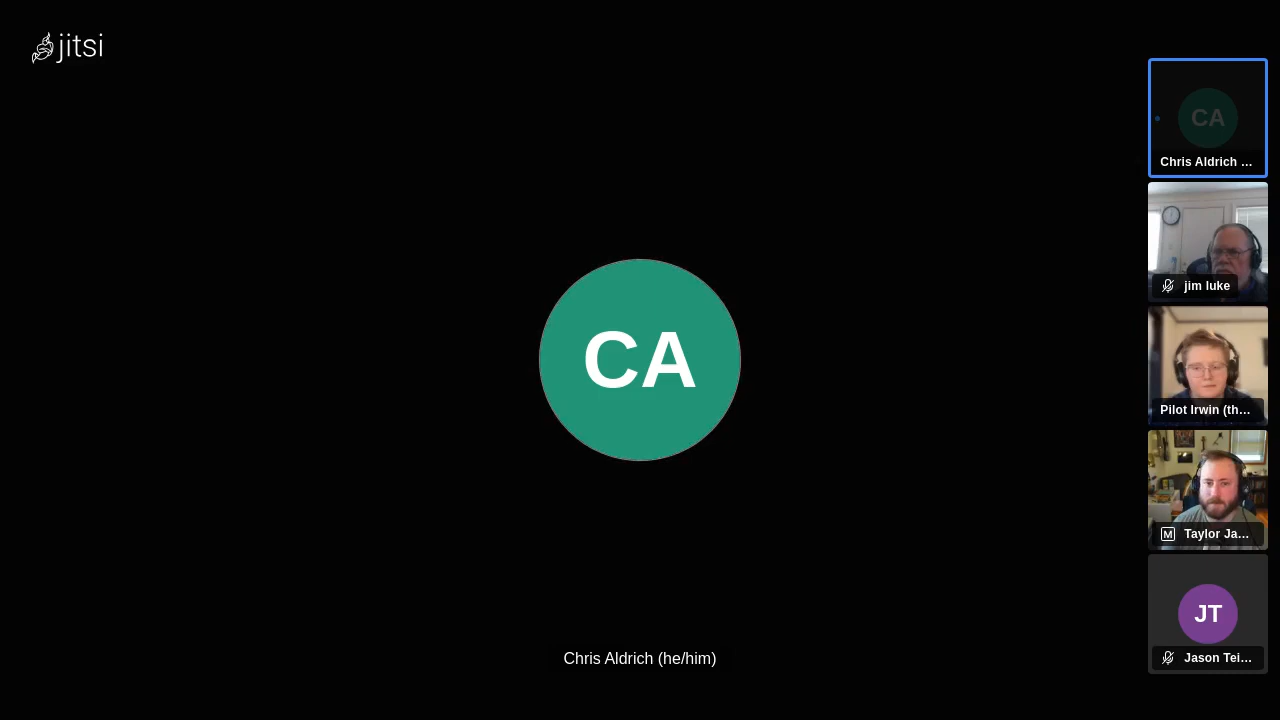 jitsi
CA
Chris Aldrich (he/him)
CA
Chris Aldrich ...
jim luke
Pilot Irwin (th...
M
Taylor Ja...
JT
Jason Tei...